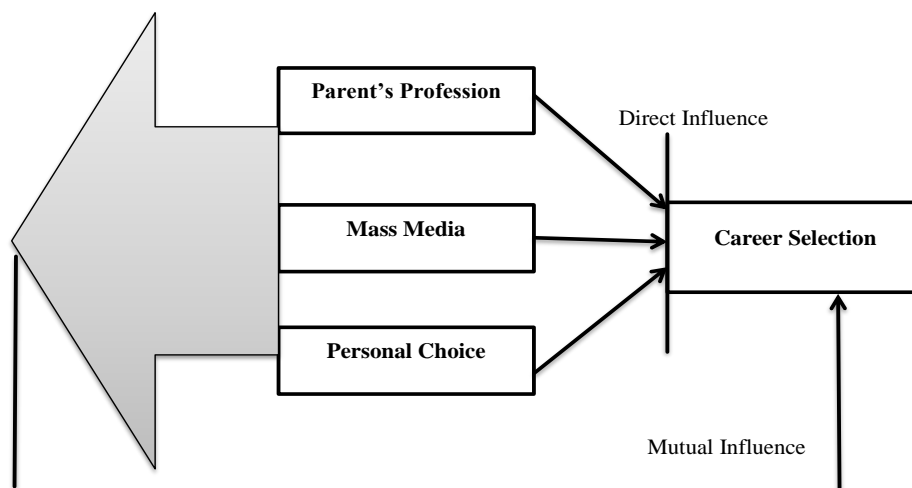 Parent’s Profession
Direct Influence
Mass Media
Career Selection
Personal Choice
Mutual Influence